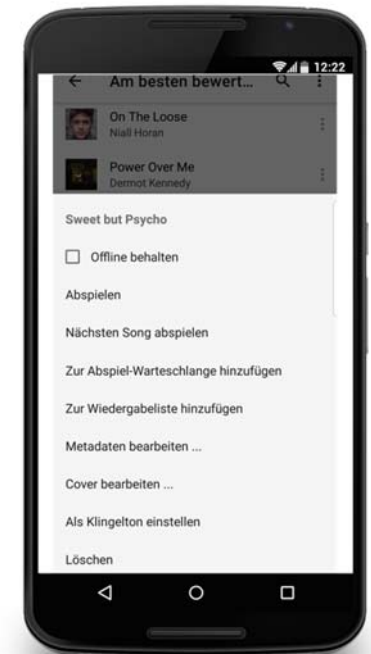 12:22
Am besten bewert...
On The Loose
Niall Horan
Power Over Me
Dermot Kennedy
Sweet but Psycho
Offline behalten
Abspielen
Nächsten Song abspielen
Zur Abspiel-Warteschlange hinzufügen
Zur Wiedergabeliste hinzufügen
Metadaten bearbeiten ...
Cover bearbeiten ...
Als Klingelton einstellen
Löschen